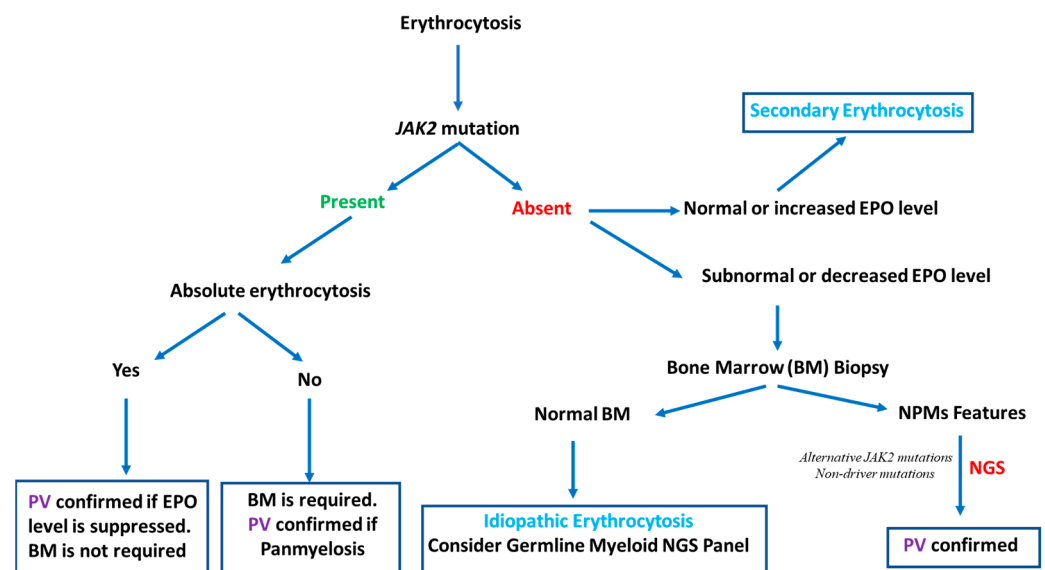 Erythrocytosis
JAK2 mutation
Secondary Erythrocytosis
Present
Absent
Normal or increased EPO level
Subnormal or decreased EPO level
Absolute erythrocytosis
Yes
No
Bone Marrow (BM) Biopsy
Normal BM
NPMs Features
Alternative JAK2 mutations
Non-driver mutations
NGS
PV confirmed if EPO
level is suppressed.
BM is not required
BM is required.
PV confirmed if
Panmyelosis
Idiopathic Erythrocytosis
Consider Germline Myeloid NGS Panel
PV confirmed